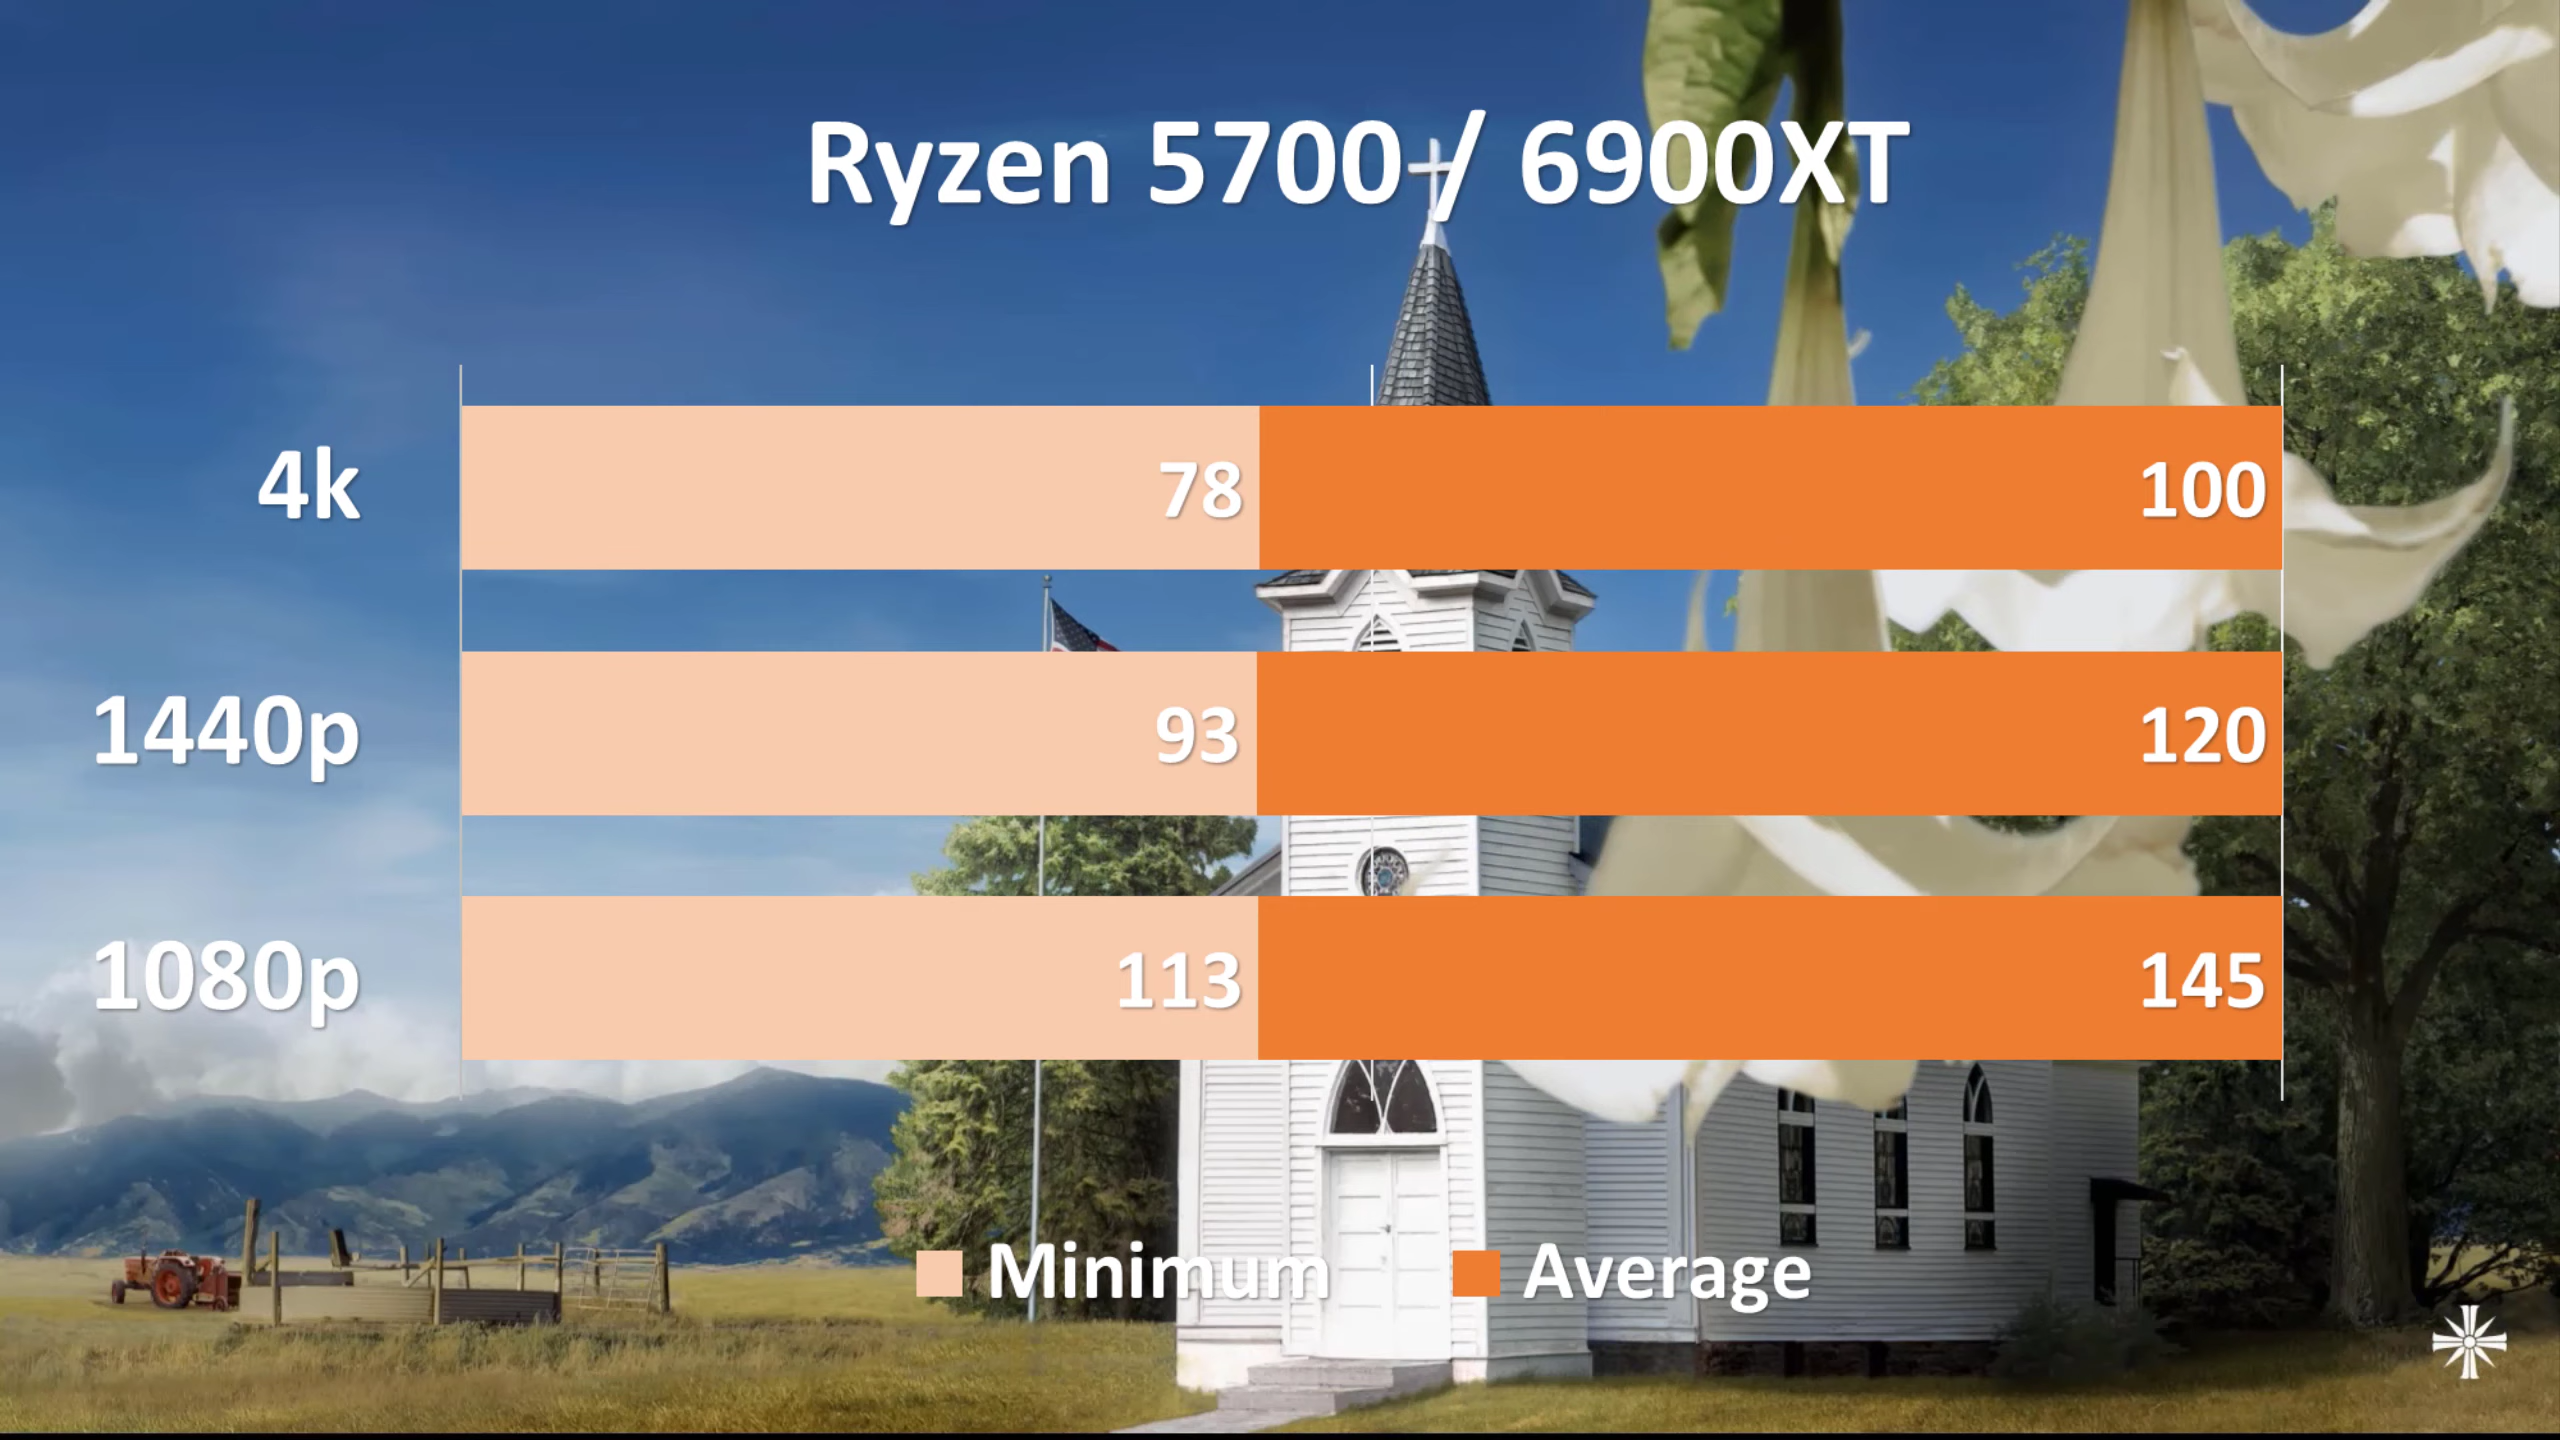 Ryzen 5700 / 6900XT
4k
78
100
1440p
93
120
1080p
113
145
Minimum
Average